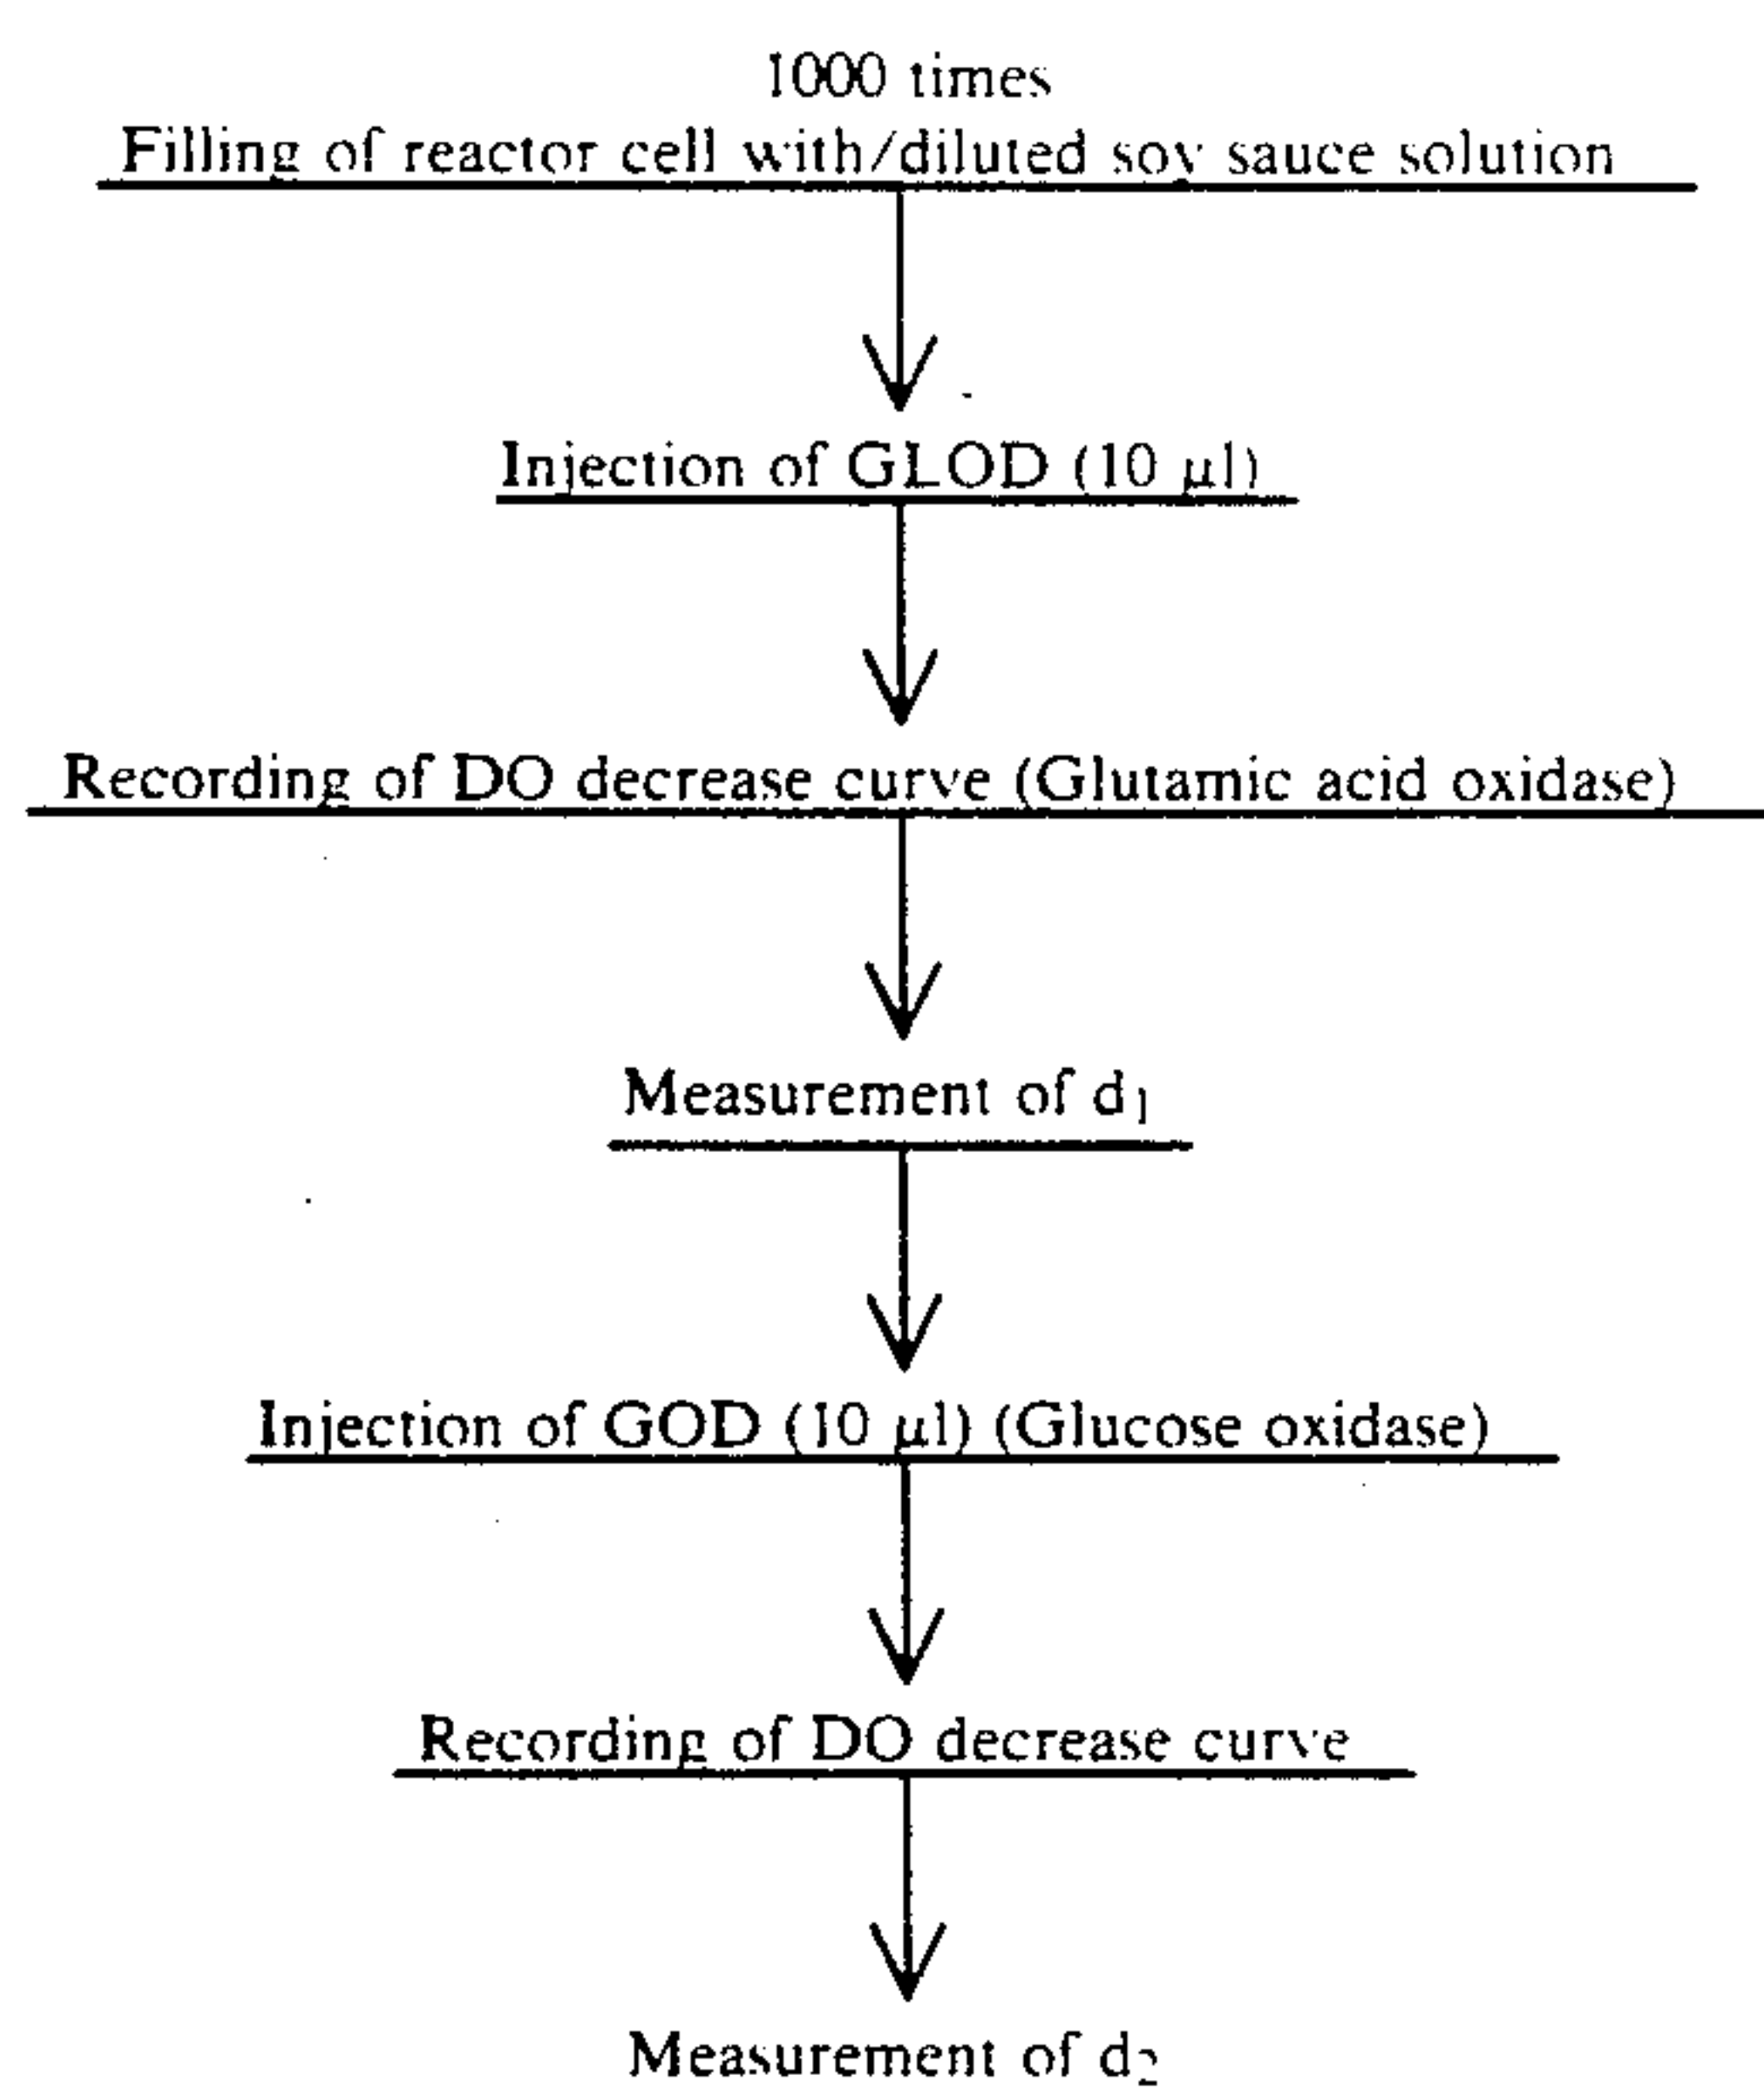 1000 times
Filling of reactor cell with/diluted soy sauce solution
Injection of GLOD (10 µl)
Recording of DO decrease curve (Glutamic acid oxidase)
Measurement of d1
Injection of GOD (10 µl) (Glucose oxidase)
Recording of DO decrease curve
Measurement of d2